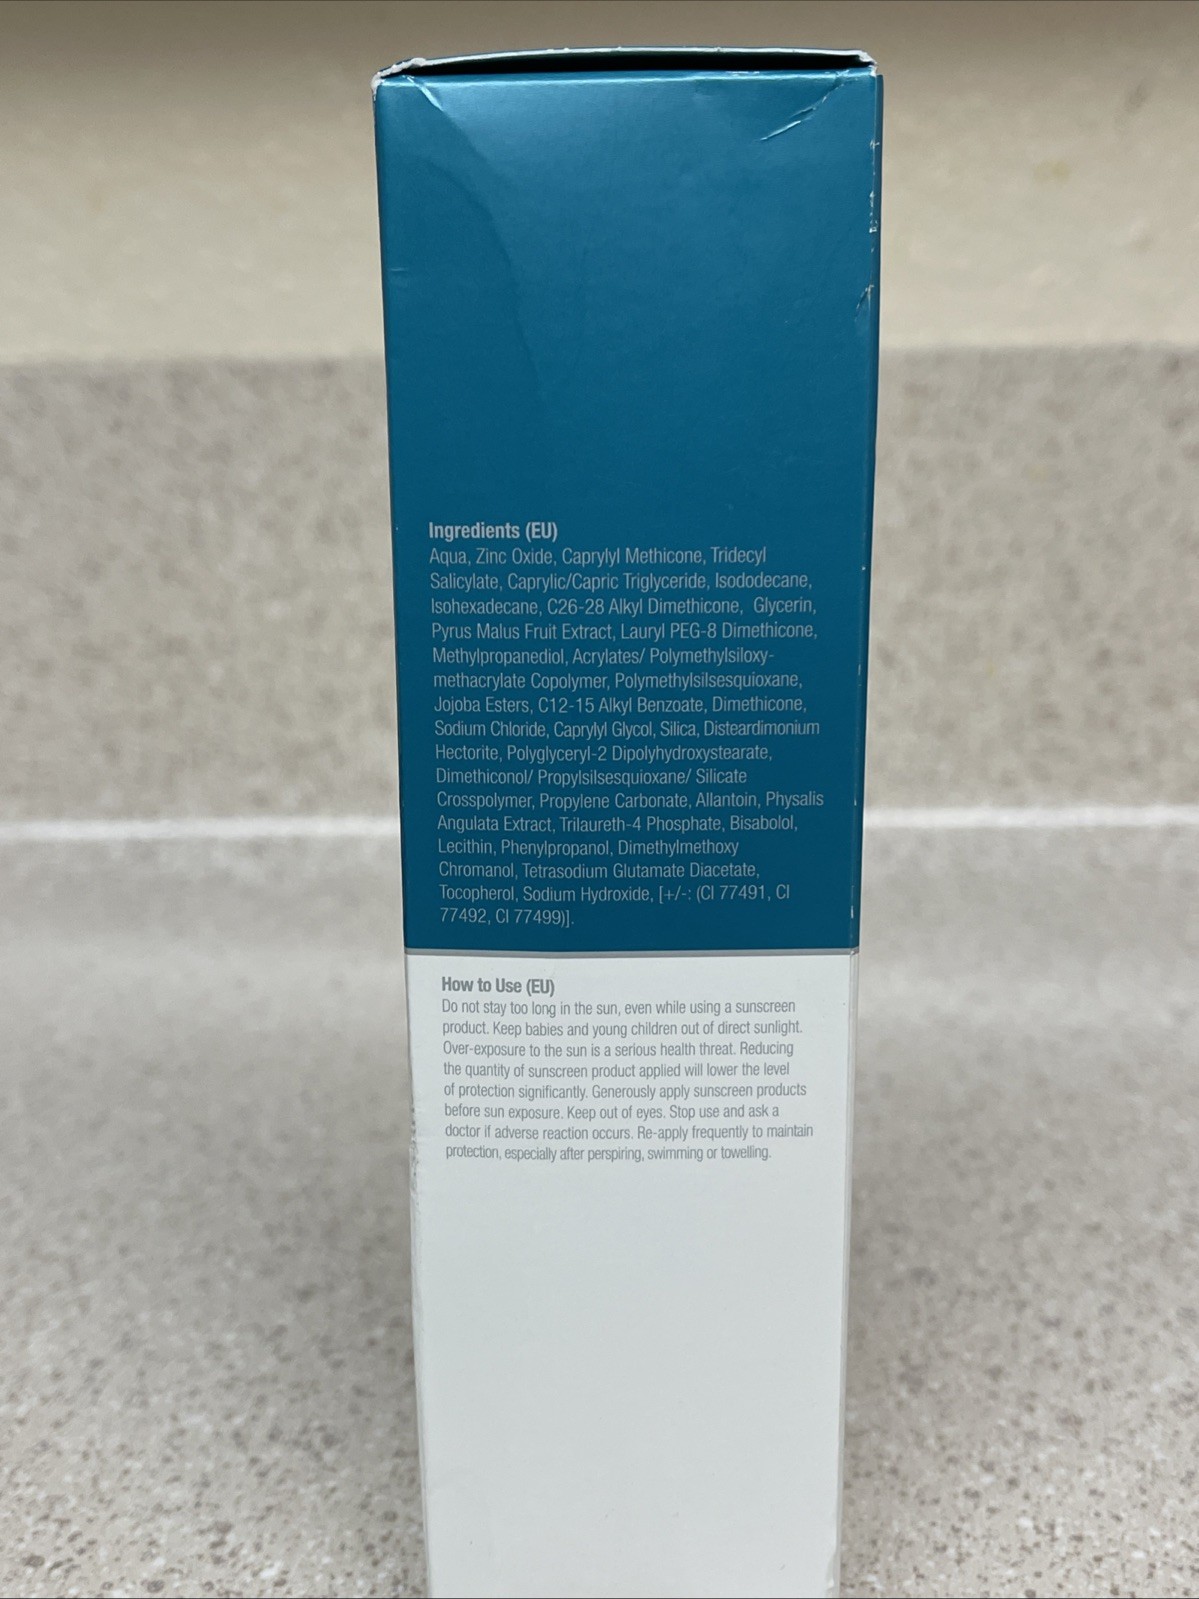 Ingredients (EU)
Aqua, Zinc Oxide, Caprylyl Methicone, Tridecyl
Salicylate, Caprylic/Capric Triglyceride, Isododecane,
Isohexadecane, C26-28 Alkyl Dimethicone, Glycerin,
Pyrus Malus Fruit Extract, Lauryl PEG-8 Dimethicone,
Methylpropanediol, Acrylates/ Polymethylsiloxy-
methacrylate Copolymer, Polymethylsilsesquioxane,
Jojoba Esters, C12-15 Alkyl Benzoate, Dimethicone,
Sodium Chloride, Caprylyl Glycol, Silica, Disteardimonium
Hectorite, Polyglyceryl-2 Dipolyhydroxystearate,
Dimethiconol/ Propylsilsesquioxane/ Silicate
Crosspolymer, Propylene Carbonate, Allantoin, Physalis
Angulata Extract, Trilaureth-4 Phosphate, Bisabolol,
Lecithin, Phenylpropanol, Dimethylmethoxy
Chromanol, Tetrasodium Glutamate Diacetate,
Tocopherol, Sodium Hydroxide, [+/-: (CI 77491, CI
77492, CI 77499)].
How to Use (EU)
Do not stay too long in the sun, even while using a sunscreen
product. Keep babies and young children out of direct sunlight.
Over-exposure to the sun is a serious health threat. Reducing
the quantity of sunscreen product applied will lower the level
of protection significantly. Generously apply sunscreen products
before sun exposure. Keep out of eyes. Stop use and ask a
doctor if adverse reaction occurs. Re-apply frequently to maintain
protection, especially after perspiring, swimming or towelling.